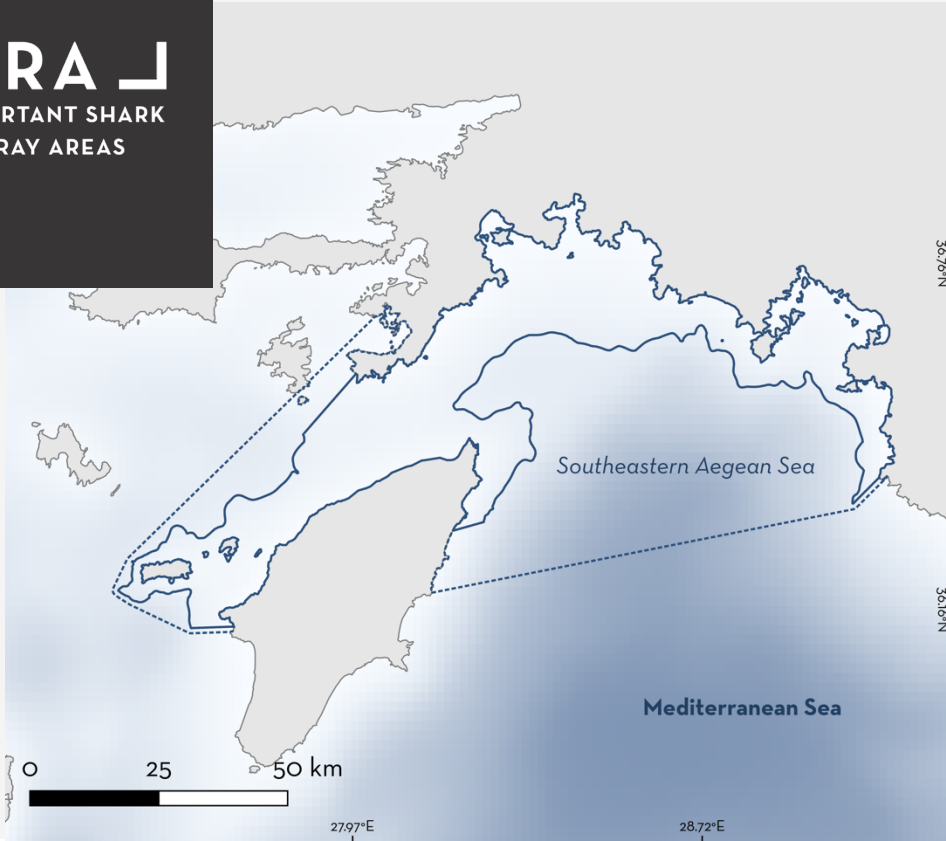 RA
RTANT SHARK
RAY AREAS
36.78°N
Southeastern Aegean Sea
36.16°N
Mediterranean Sea
0 25 50 km
27.97°E 28.72°E